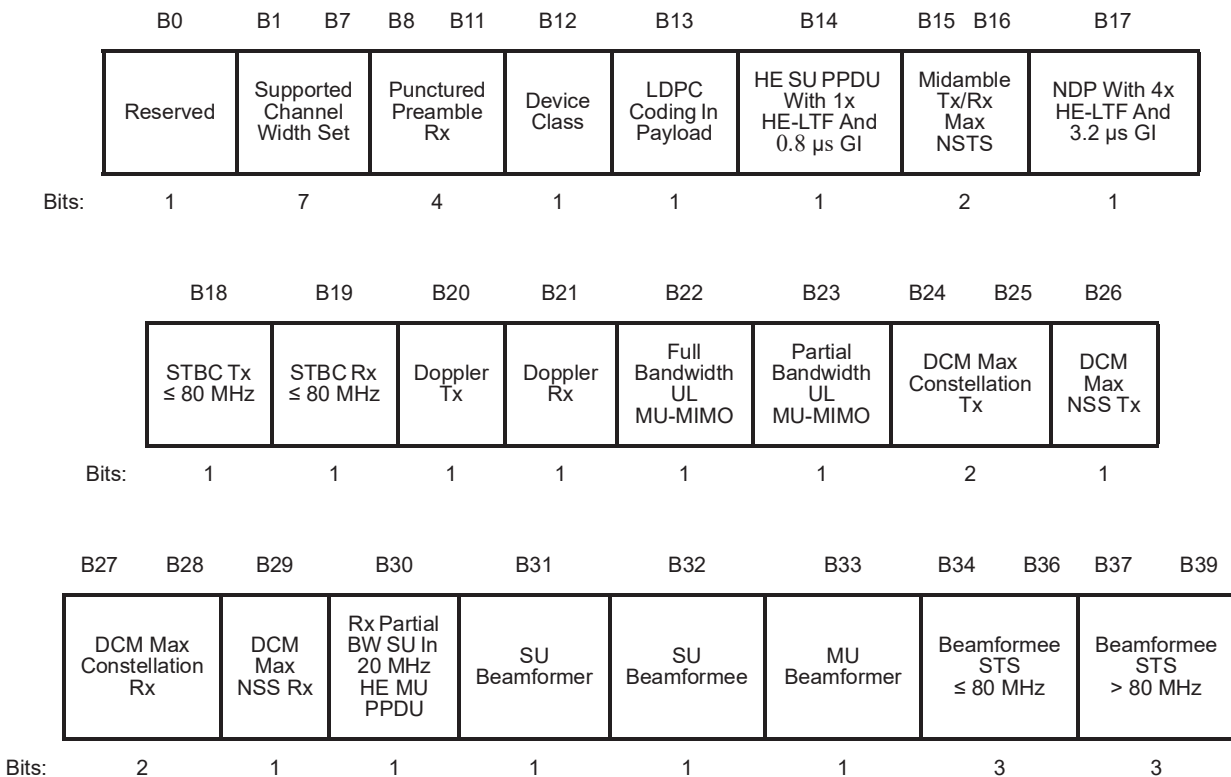 B0 B1 B7 B8 B11 B12 B13 B14 B15 B16 B17
Reserved
Supported
Channel
Width Set
Punctured
Preamble
Rx
Device
Class
LDPC
Coding In
Payload
HE SU PPDU
With 1x
HE-LTF And
0.8 µs GI
Midamble
Tx/Rx
Max
NSTS
NDP With 4x
HE-LTF And
3.2 µs GI
Bits: 1 7 4 1 1 1 2 1
B18 B19 B20 B21 B22 B23 B24 B25 B26
STBC Tx
≤ 80 MHz
STBC Rx
≤ 80 MHz
Doppler
Tx
Doppler
Rx
Full
Bandwidth
UL
MU-MIMO
Partial
Bandwidth
UL
MU-MIMO
DCM Max
Constellation
Tx
DCM
Max
NSS Tx
Bits: 1 1 1 1 1 1 2 1
B27 B28 B29 B30 B31 B32 B33 B34 B36 B37 B39
DCM Max
Constellation
Rx
DCM
Max
NSS Rx
Rx Partial
BW SU In
20 MHz
HE MU
PPDU
SU
Beamformer
SU
Beamformee
MU
Beamformer
Beamformee
STS
≤ 80 MHz
Beamformee
STS
> 80 MHz
Bits: 2 1 1 1 1 1 3 3